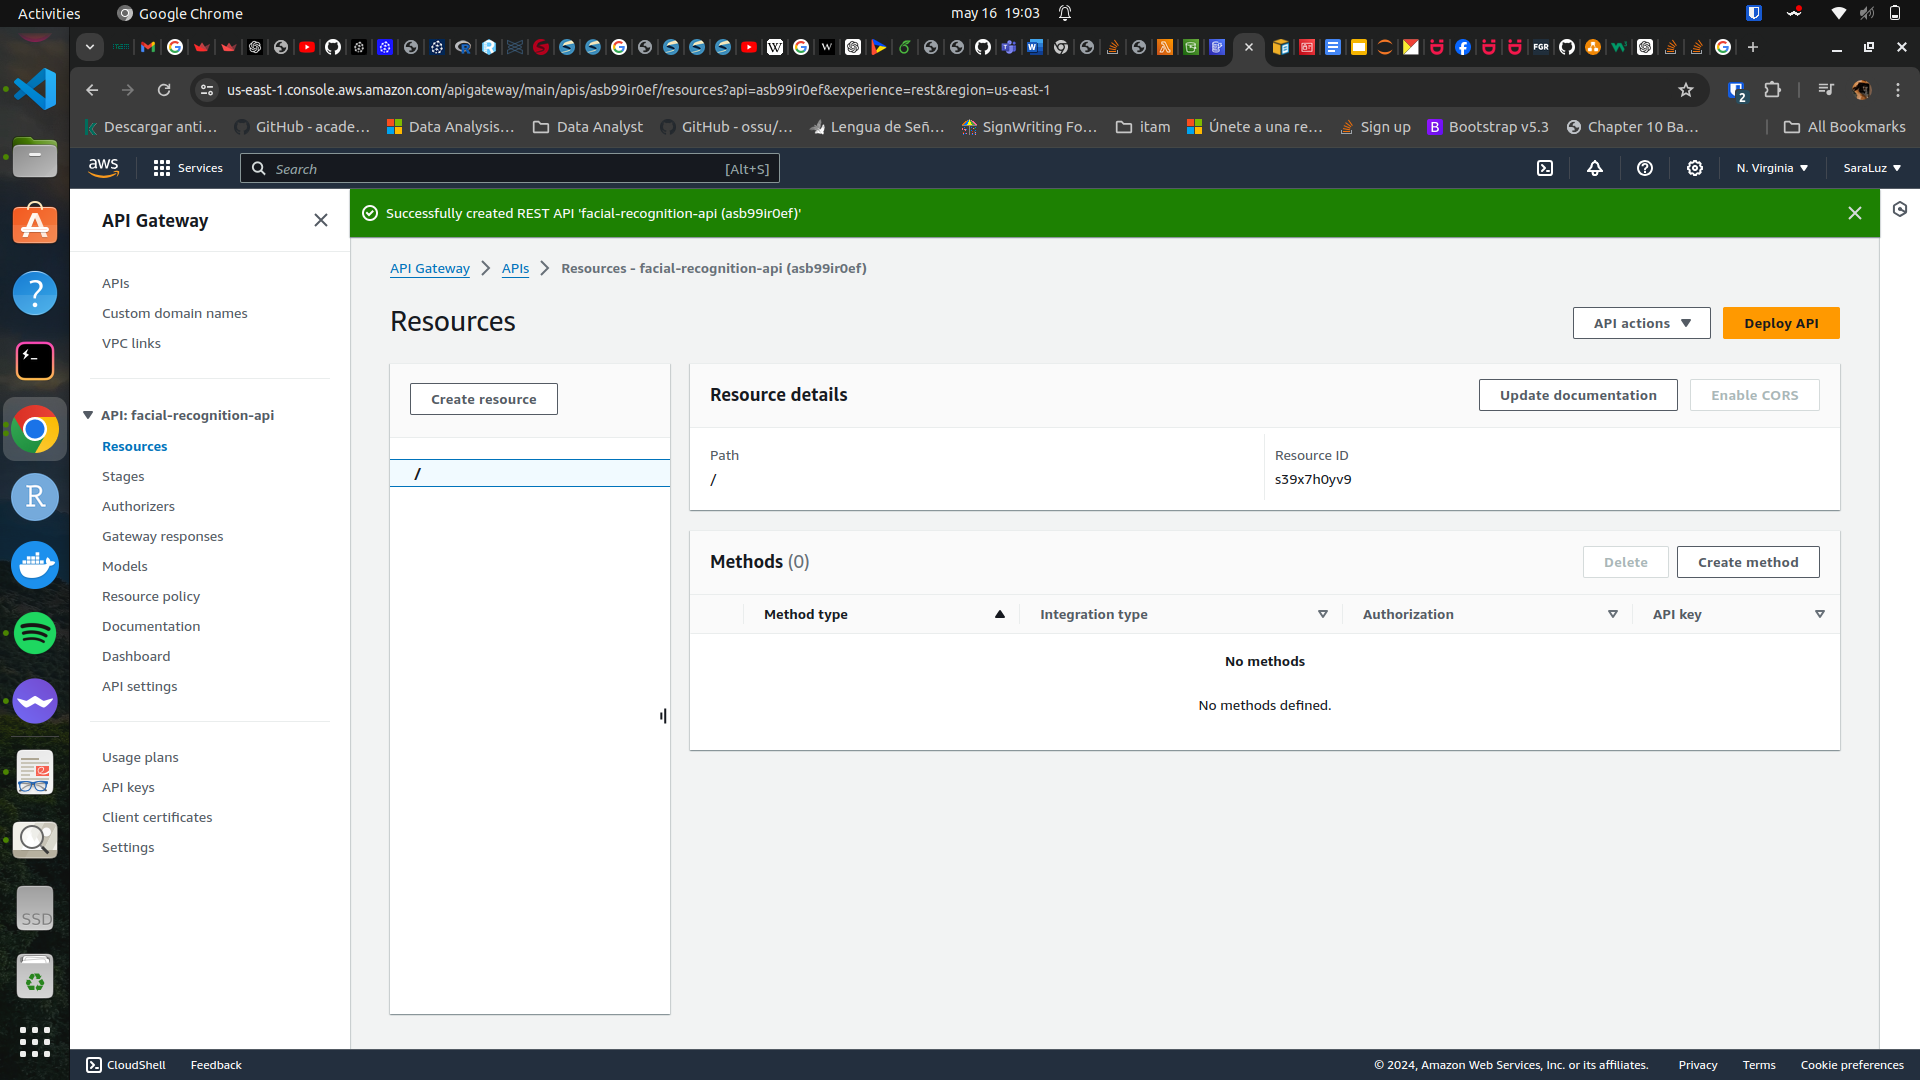 Activities
Google Chrome
may 16 19:03
2
us-east-1.console.aws.amazon.com/apigateway/main/apis/asb99ir0ef/resources?api=asb99ir0ef&experience=rest&region=us-east-1
Descargar anti...
GitHub - acade...
Data Analysis...
Data Analyst
GitHub - ossu/...
Lengua de Señ...
SignWriting Fo...
itam
Únete a una re...
Sign up
Bootstrap v5.3
Chapter 10 Ba...
All Bookmarks
aws
Services
Search
[Alt+S]
N. Virginia
SaraLuz
API Gateway
Successfully created REST API 'facial-recognition-api (asb99ir0ef)'
API Gateway
APIs
Resources - facial-recognition-api (asb99ir0ef)
APIs
Custom domain names
VPC links
Resources
API actions
Deploy API
Create resource
Resource details
Update documentation
Enable CORS
API: facial-recognition-api
Resources
Stages
Authorizers
Gateway responses
Models
Resource policy
Documentation
Dashboard
API settings
/
Path
/
Resource ID
s39x7h0yv9
Methods (0)
Delete
Create method
Method type
Integration type
Authorization
API key
No methods
No methods defined.
Usage plans
API keys
Client certificates
Settings
SSD
CloudShell
Feedback
© 2024, Amazon Web Services, Inc. or its affiliates.
Privacy
Terms
Cookie preferences